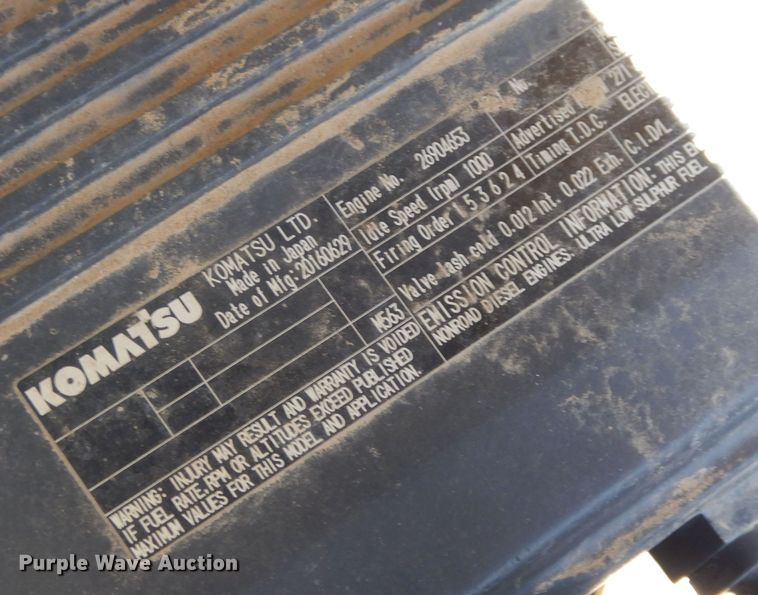 KOMATSU
KOMATSU LTD.
Made in Japan
Date of Mfg:20160629
N563
WARNING: INJURY MAY RESULT AND WARRANTY IS VOIDED
IF FUEL RATE,RPM OR ALTITUDES EXCEED PUBLISHED
MAXIMUM VALUES FOR THIS MODEL AND APPLICATION.
Engine No. 26904653
No.
Idle Speed (rpm) 1000 Advertised
Firing Order 1 5 3 6 2 4 Timing T.D.C. ELEC
Valve lash cold 0.012 Int. 0.022 Exh. C.I.D/L
EMISSION CONTROL INFORMATION: THIS
NONROAD DIESEL ENGINES: ULTRA LOW SULPHUR FUEL
Purple Wave Auction